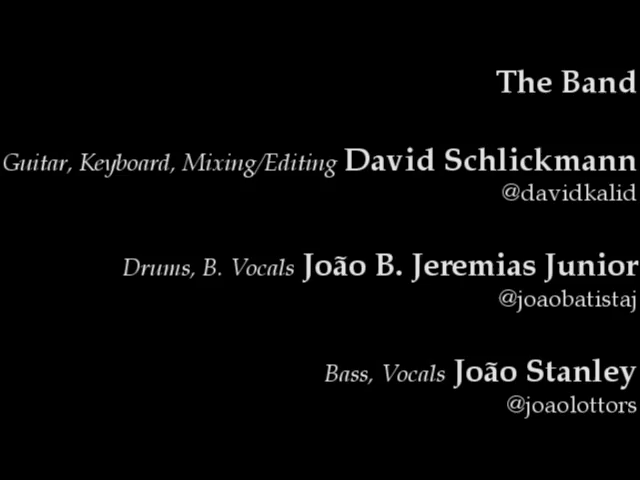 The Band
Guitar, Keyboard, Mixing/Editing David Schlickmann
@davidkalid
Drums, B. Vocals João B. Jeremias Junior
@joaobatistaj
Bass, Vocals João Stanley
@joaolottors